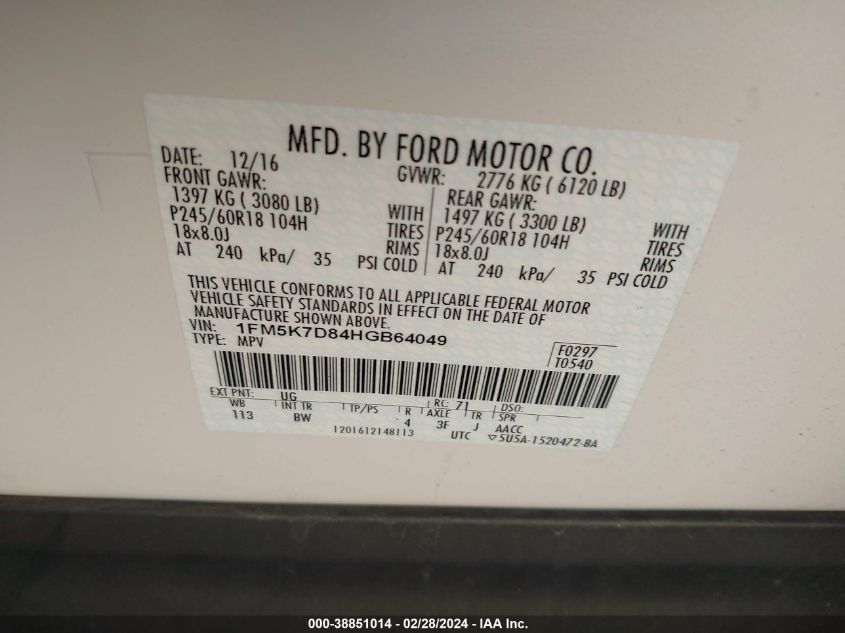 MFD. BY FORD MOTOR CO.
DATE: 12/16 GVWR: 2776 KG ( 6120 LB)
FRONT GAWR: REAR GAWR:
1397 KG ( 3080 LB) WITH 1497 KG ( 3300 LB) WITH
P245/60R18 104H TIRES P245/60R18 104H TIRES
18x8.0J RIMS 18x8.0J RIMS
AT 240 kPa/ 35 PSI COLD AT 240 kPa/ 35 PSI COLD
THIS VEHICLE CONFORMS TO ALL APPLICABLE FEDERAL MOTOR
VEHICLE SAFETY STANDARDS IN EFFECT ON THE DATE OF
MANUFACTURE SHOWN ABOVE.
VIN: 1FM5K7D84HGB64049
TYPE: MPV
F0297
T0540
EXT PNT: UG RC: 71 DSO:
WB INT TR TP/PS R AXLE TR SPR
113 BW 4 3F J AACC
1201612148113 UTC ▽5U5A-1520472-BA
000-38851014 - 02/28/2024 - IAA Inc.